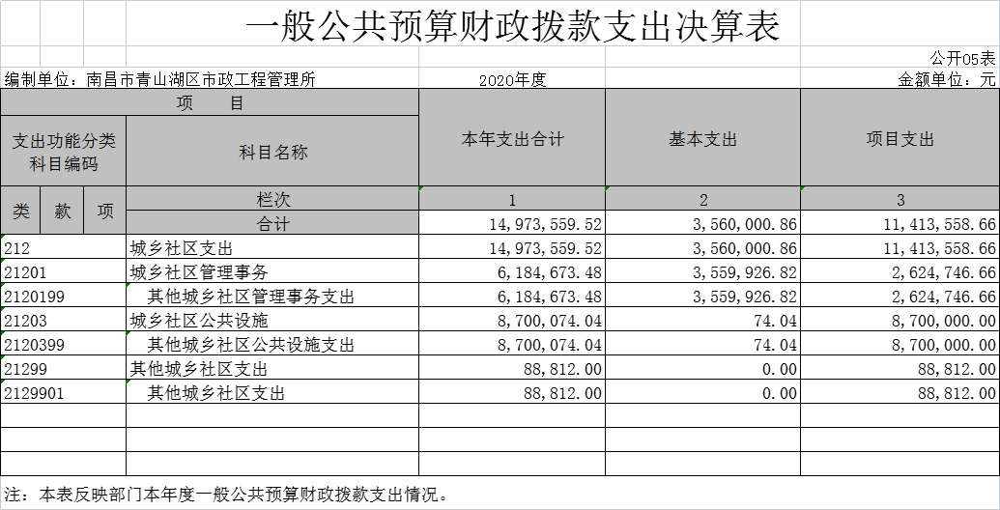 一般公共预算财政拨款支出决算表
公开05表
编制单位：南昌市青山湖区市政工程管理所 2020年度 金额单位：元
项 目 本年支出合计 基本支出 项目支出
支出功能分类
科目编码 科目名称
类 款 项 栏次 1 2 3
合计 14,973,559.52 3,560,000.86 11,413,558.66
212 城乡社区支出 14,973,559.52 3,560,000.86 11,413,558.66
21201 城乡社区管理事务 6,184,673.48 3,559,926.82 2,624,746.66
2120199 其他城乡社区管理事务支出 6,184,673.48 3,559,926.82 2,624,746.66
21203 城乡社区公共设施 8,700,074.04 74.04 8,700,000.00
2120399 其他城乡社区公共设施支出 8,700,074.04 74.04 8,700,000.00
21299 其他城乡社区支出 88,812.00 0.00 88,812.00
2129901 其他城乡社区支出 88,812.00 0.00 88,812.00
注：本表反映部门本年度一般公共预算财政拨款支出情况。